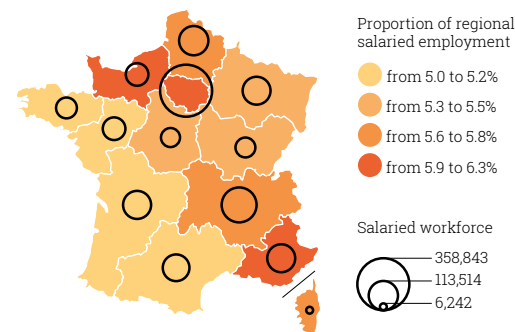 Proportion of regional
salaried employment
from 5.0 to 5.2%
from 5.3 to 5.5%
from 5.6 to 5.8%
from 5.9 to 6.3%
Salaried workforce
358,843
113,514
6,242